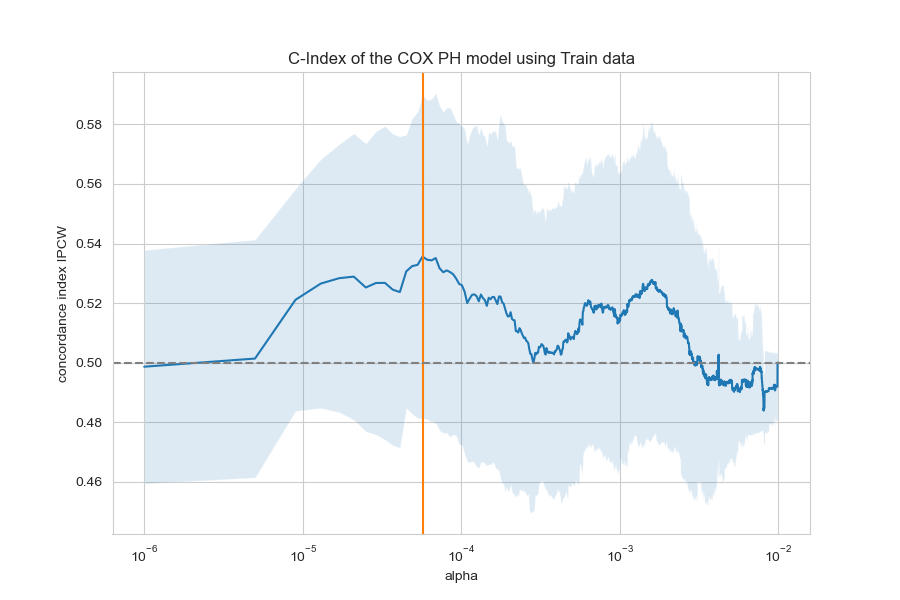 C-Index of the COX PH model using Train data
concordance index IPCW
0.58
0.56
0.54
0.52
0.50
0.48
0.46
10⁻⁶ 10⁻⁵ 10⁻⁴ 10⁻³ 10⁻²
alpha